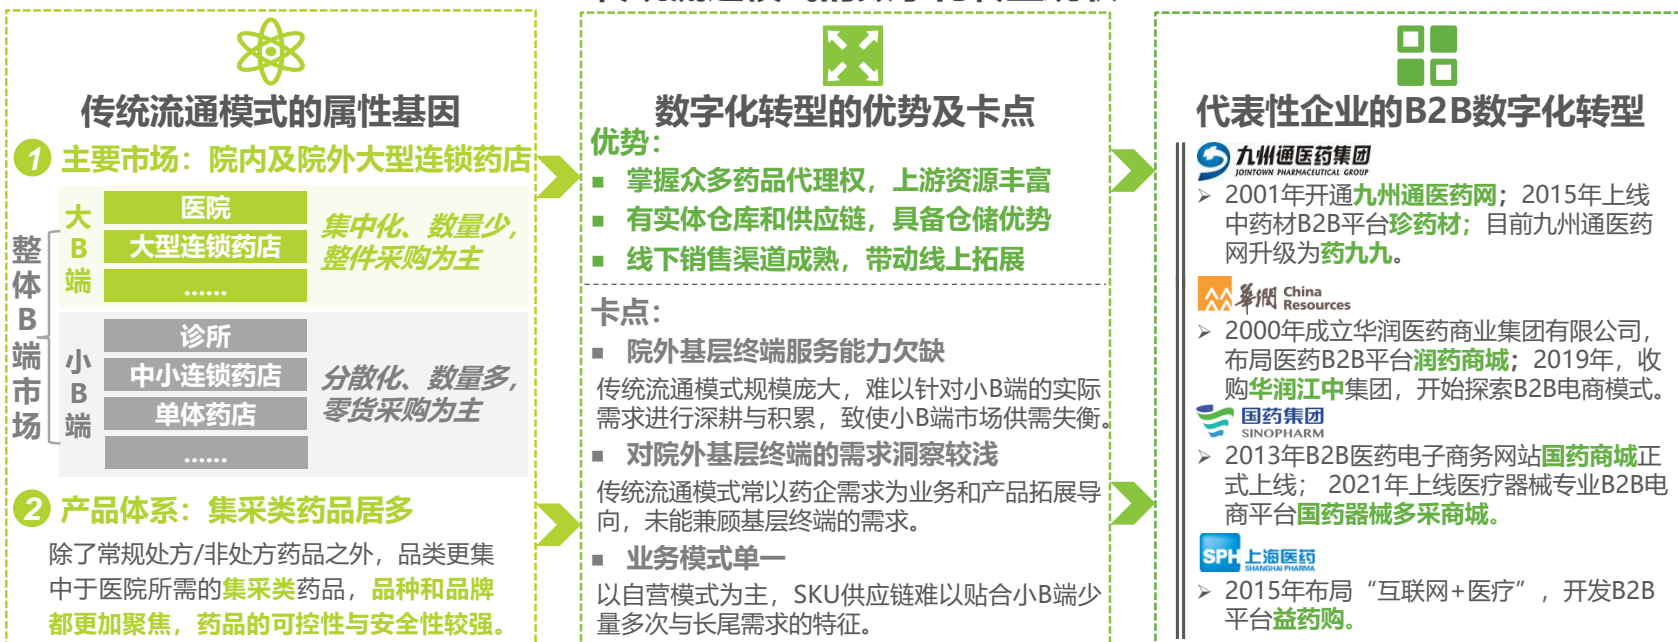 传统流通模式的属性基因
1 主要市场：院内及院外大型连锁药店
整体B端市场
大B端
医院
大型连锁药店
……
集中化、数量少，
整件采购为主
小B端
诊所
中小连锁药店
单体药店
……
分散化、数量多，
零货采购为主
2 产品体系：集采类药品居多
除了常规处方/非处方药品之外，品类更集
中于医院所需的集采类药品，品种和品牌
都更加聚焦，药品的可控性与安全性较强。
数字化转型的优势及卡点
优势：
▪ 掌握众多药品代理权，上游资源丰富
▪ 有实体仓库和供应链，具备仓储优势
▪ 线下销售渠道成熟，带动线上拓展
卡点：
▪ 院外基层终端服务能力欠缺
传统流通模式规模庞大，难以针对小B端的实际
需求进行深耕与积累，致使小B端市场供需失衡。
▪ 对院外基层终端的需求洞察较浅
传统流通模式常以药企需求为业务和产品拓展导
向，未能兼顾基层终端的需求。
▪ 业务模式单一
以自营模式为主，SKU供应链难以贴合小B端少
量多次与长尾需求的特征。
代表性企业的B2B数字化转型
九州通医药集团
JOINTOWN PHARMACEUTICAL GROUP
➢ 2001年开通九州通医药网；2015年上线
中药材B2B平台珍药材；目前九州通医药
网升级为药九九。
華潤 China
Resources
➢ 2000年成立华润医药商业集团有限公司，
布局医药B2B平台润药商城；2019年，收
购华润江中集团，开始探索B2B电商模式。
国药集团
SINOPHARM
➢ 2013年B2B医药电子商务网站国药商城正
式上线； 2021年上线医疗器械专业B2B电
商平台国药器械多采商城。
SPH 上海医药
SHANGHAI PHARMA
➢ 2015年布局“互联网+医疗”，开发B2B
平台益药购。